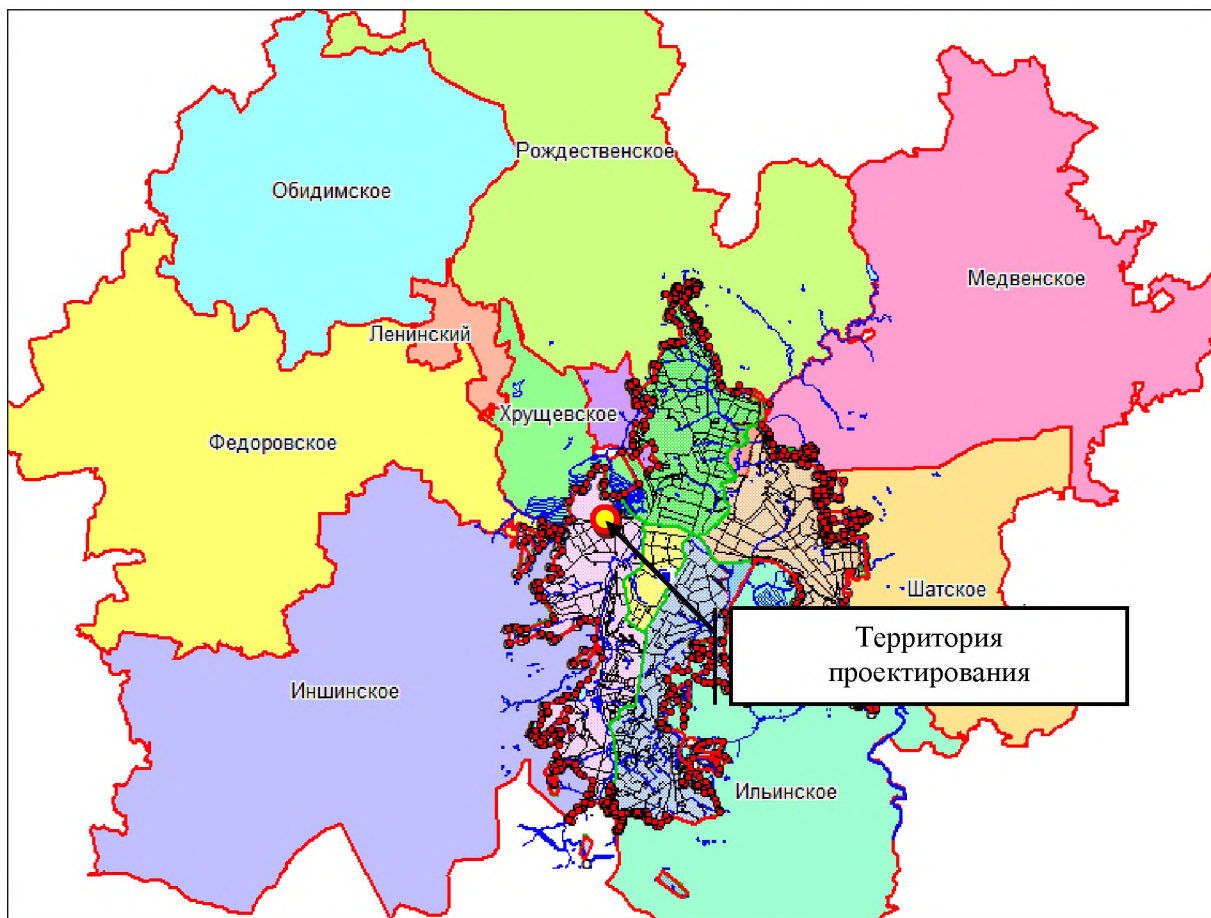 Рождественское
Обидимское
Медвенское
Ленинский
Хрущевское
Федоровское
Шатское
Территория
проектирования
Иншинское
Ильинское